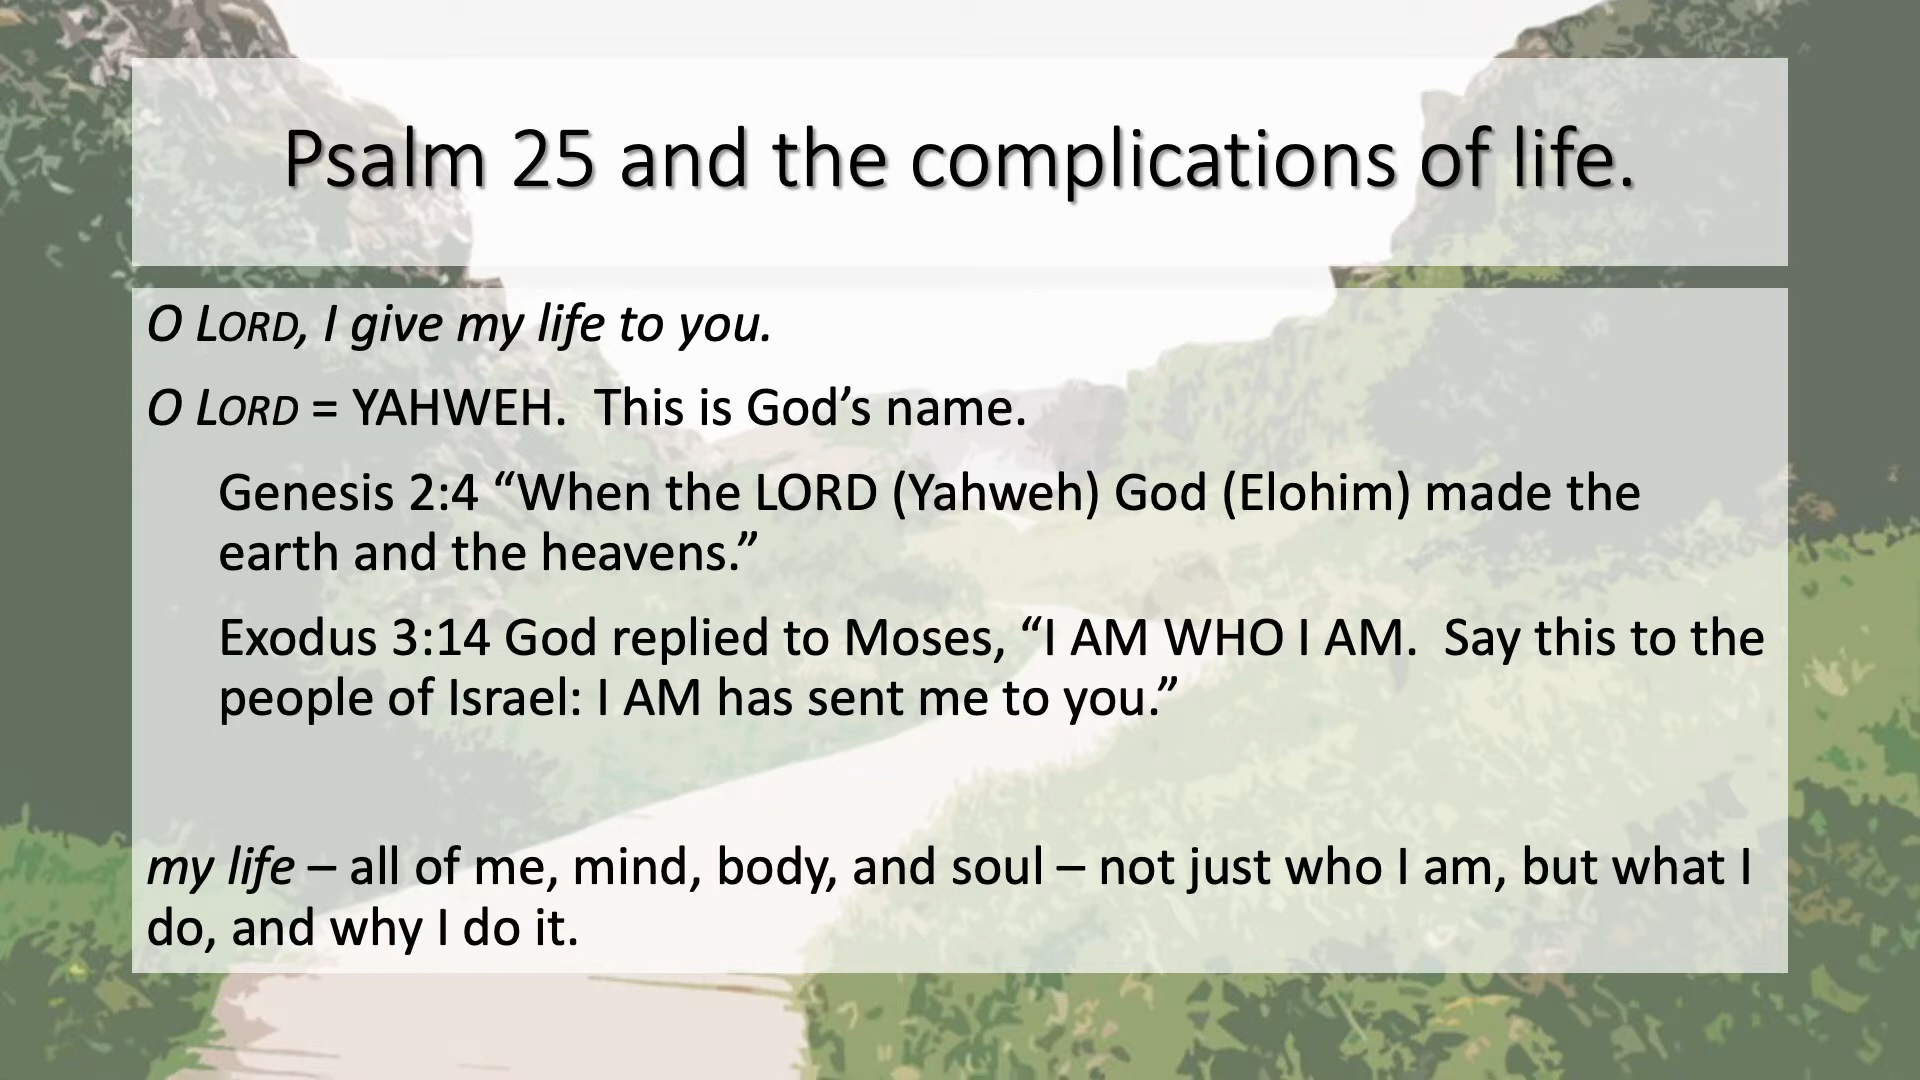 Psalm 25 and the complications of life.
O LORD, I give my life to you.
O LORD = YAHWEH.  This is God’s name.
Genesis 2:4 “When the LORD (Yahweh) God (Elohim) made the
earth and the heavens.”
Exodus 3:14 God replied to Moses, “I AM WHO I AM.  Say this to the
people of Israel: I AM has sent me to you.”
my life – all of me, mind, body, and soul – not just who I am, but what I
do, and why I do it.